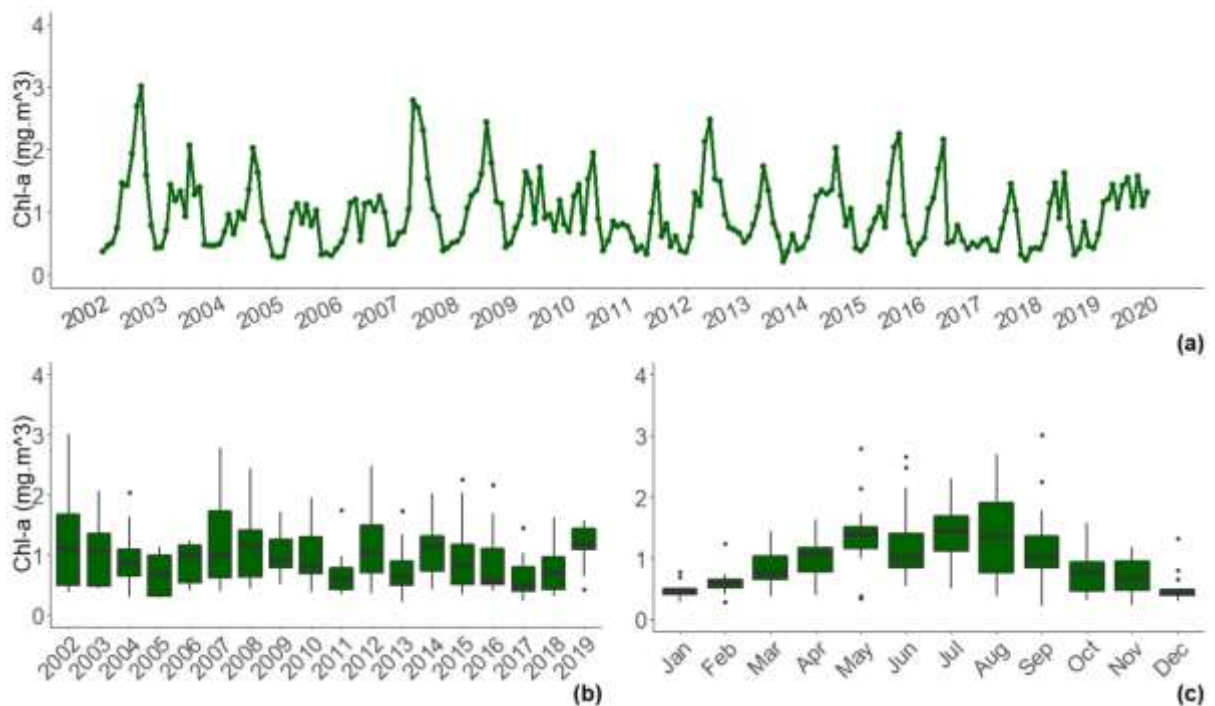 4
3
2
1
0
Chl-a (mg.m^3)
2002 2003 2004 2005 2006 2007 2008 2009 2010 2011 2012 2013 2014 2015 2016 2017 2018 2019 2020
(a)
4
3
2
1
0
Chl-a (mg.m^3)
2002 2003 2004 2005 2006 2007 2008 2009 2010 2011 2012 2013 2014 2015 2016 2017 2018 2019
(b)
4
3
2
1
0
Jan Feb Mar Apr May Jun Jul Aug Sep Oct Nov Dec
(c)